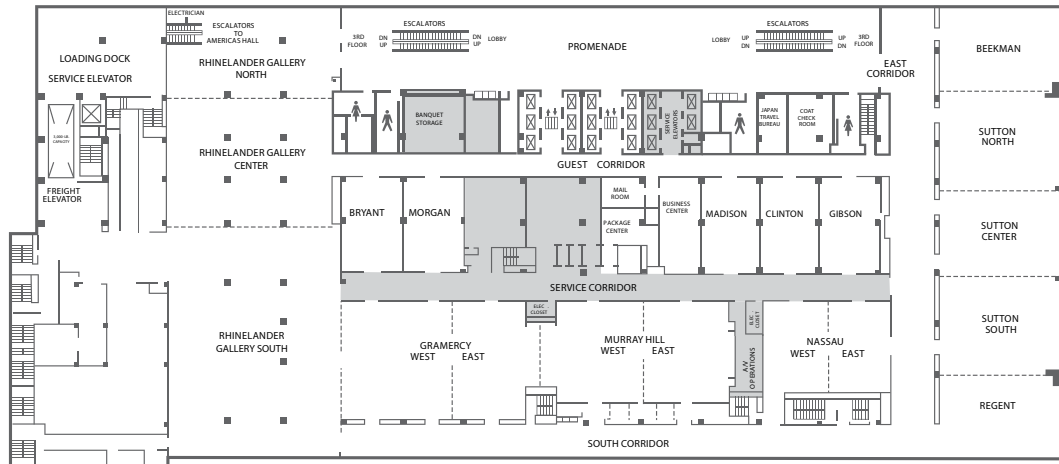 ELECTRICIAN
ESCALATORS
TO
AMERICAS HALL
LOADING DOCK
SERVICE ELEVATOR
RHINELANDER GALLERY
NORTH
3RD
FLOOR
DN
UP
ESCALATORS
DN
UP
LOBBY
PROMENADE
LOBBY
UP
DN
ESCALATORS
UP
DN
3RD
FLOOR
EAST
CORRIDOR
BEEKMAN
3,000 LB
CAPACITY
BANQUET
STORAGE
SERVICE
ELEVATORS
JAPAN
TRAVEL
BUREAU
COAT
CHECK
ROOM
SUTTON
NORTH
RHINELANDER GALLERY
CENTER
GUEST CORRIDOR
FREIGHT
ELEVATOR
BRYANT
MORGAN
MAIL
ROOM
PACKAGE
CENTER
BUSINESS
CENTER
MADISON
CLINTON
GIBSON
SUTTON
CENTER
SERVICE CORRIDOR
ELEC.
CLOSET
ELEC.
CLOSET
RHINELANDER
GALLERY SOUTH
GRAMERCY
WEST EAST
MURRAY HILL
WEST EAST
A/V
OPERATIONS
NASSAU
WEST EAST
SUTTON
SOUTH
REGENT
SOUTH CORRIDOR